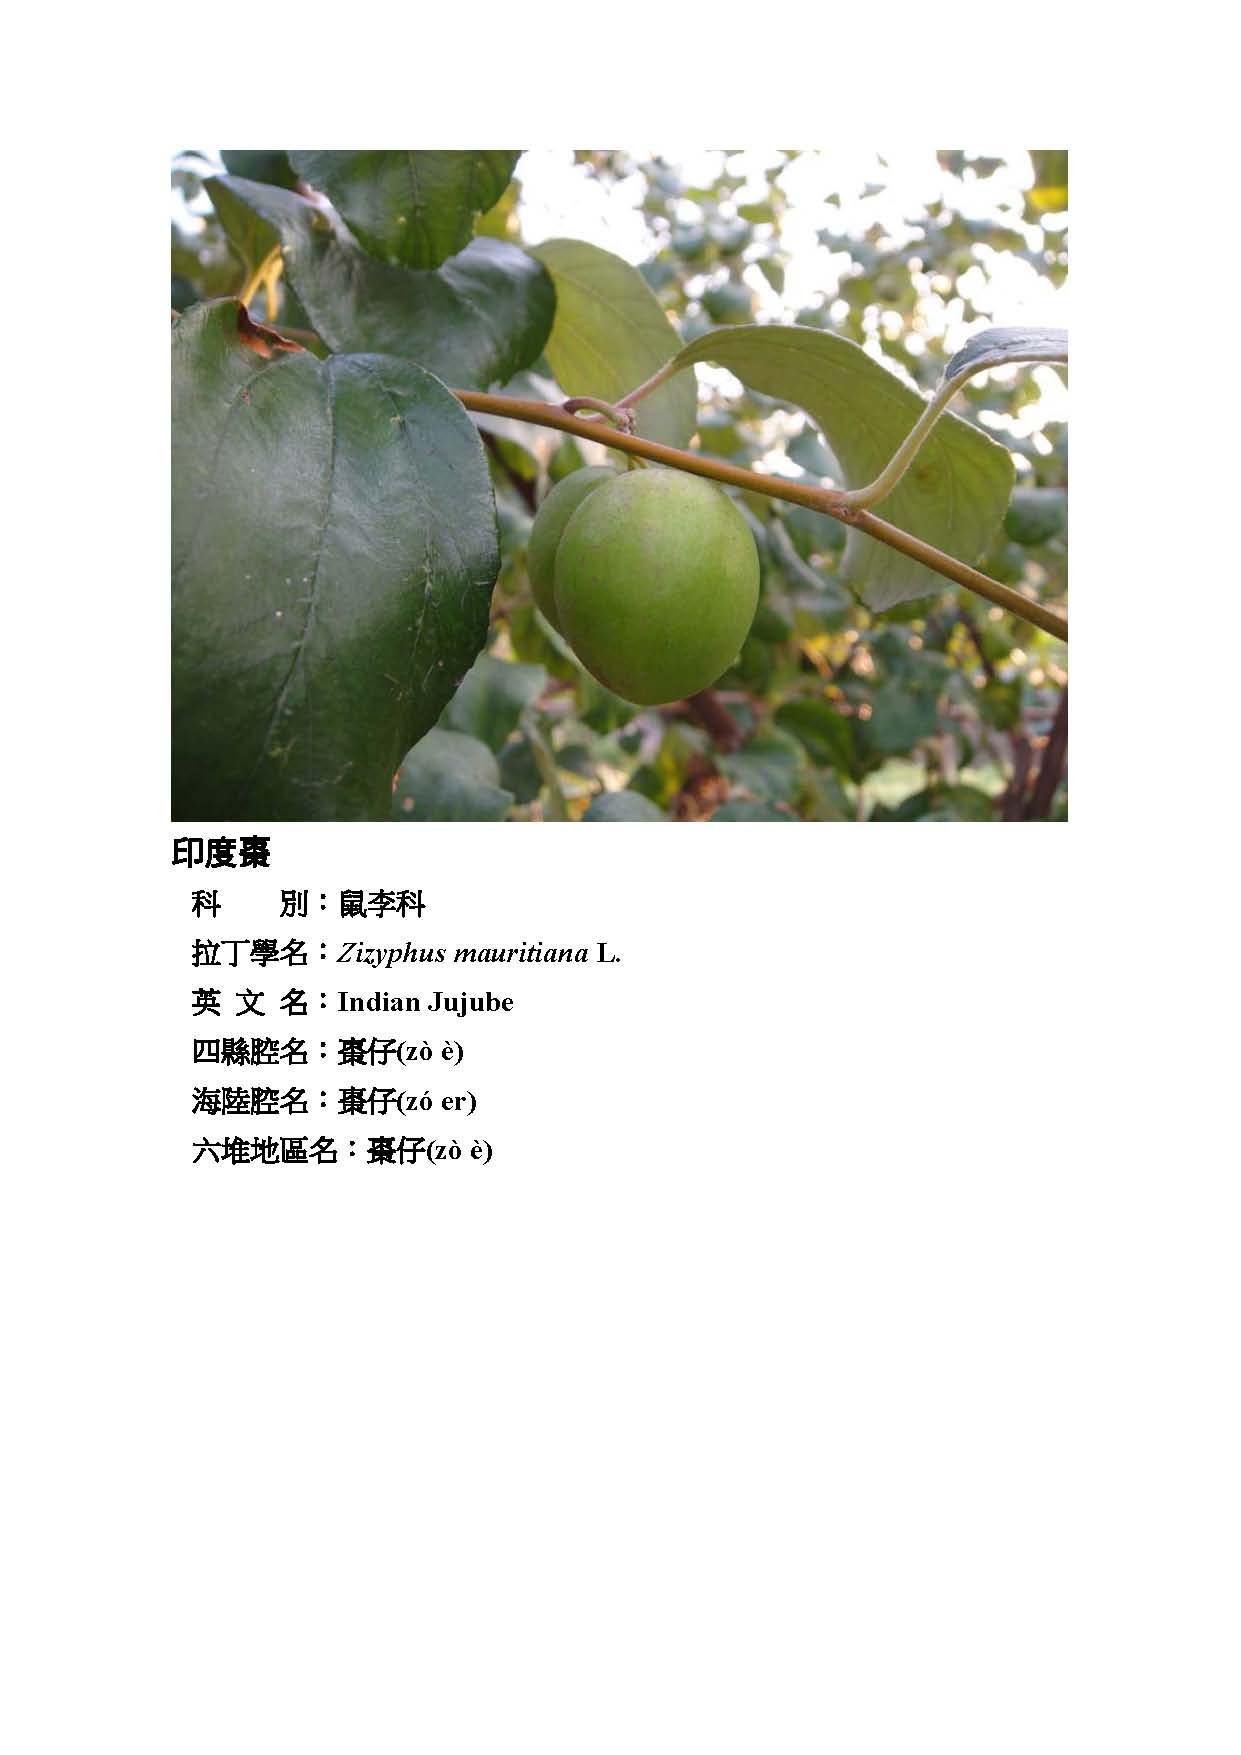 印度棗
科　　別：鼠李科
拉丁學名：Zizyphus mauritiana L.
英 文 名：Indian Jujube
四縣腔名：棗仔(zò è)
海陸腔名：棗仔(zó er)
六堆地區名：棗仔(zò è)